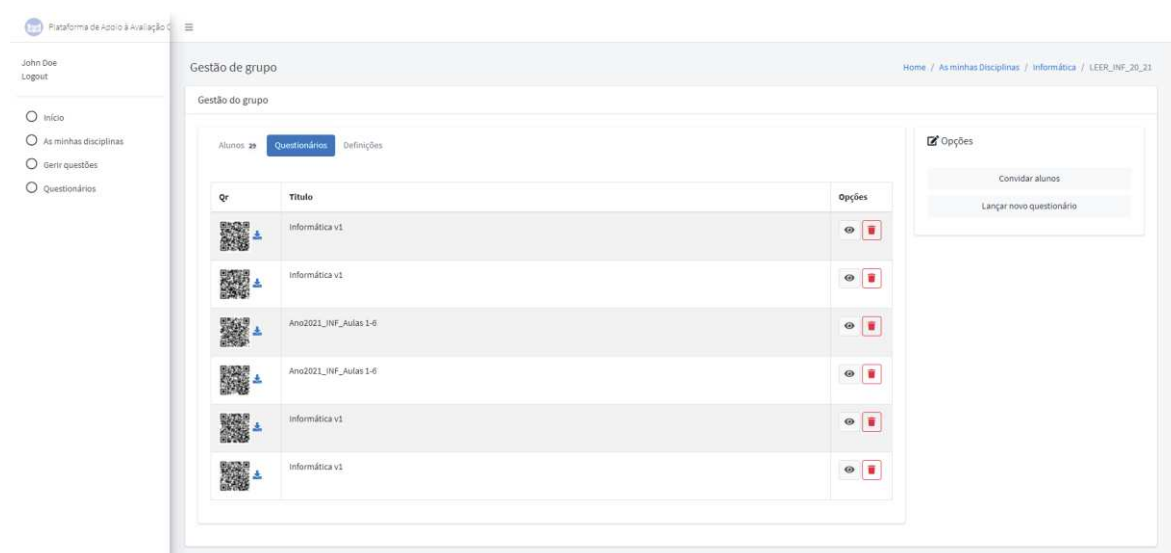 Plataforma de Apoio à Avaliação
John Doe
Logout
Início
As minhas disciplinas
Gerir questões
Questionários
Gestão de grupo
Home / As minhas Disciplinas / Informática / LEER_INF_20_21
Gestão do grupo
Alunos 29 Questionários Definições
Qr Titulo Opções
Informática v1
Informática v1
Ano2021_INF_Aulas 1-6
Ano2021_INF_Aulas 1-6
Informática v1
Informática v1
Opções
Convidar alunos
Lançar novo questionário